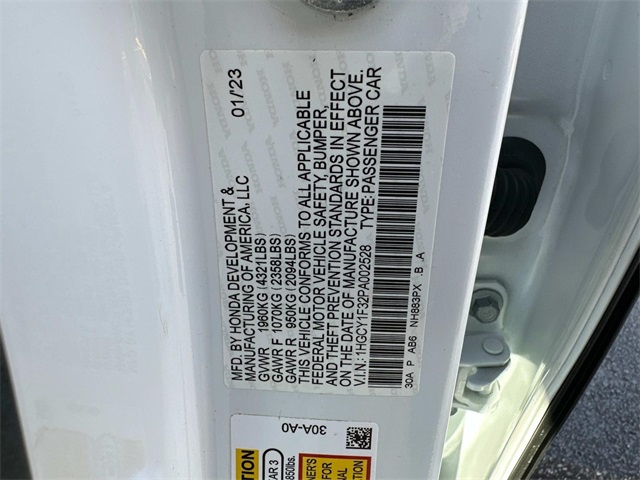 MFD. BY HONDA DEVELOPMENT & 01/23
MANUFACTURING OF AMERICA, LLC
GVWR 1960KG (4321LBS)
GAWR F 1070KG (2358LBS)
GAWR R 950KG (2094LBS)
THIS VEHICLE CONFORMS TO ALL APPLICABLE
FEDERAL MOTOR VEHICLE SAFETY, BUMPER,
AND THEFT PREVENTION STANDARDS IN EFFECT
ON THE DATE OF MANUFACTURE SHOWN ABOVE.
V.I.N.: 1HGCY1F32PA002528 TYPE:PASSENGER CAR
30A P AB6 NH883PX B A
30A-A0